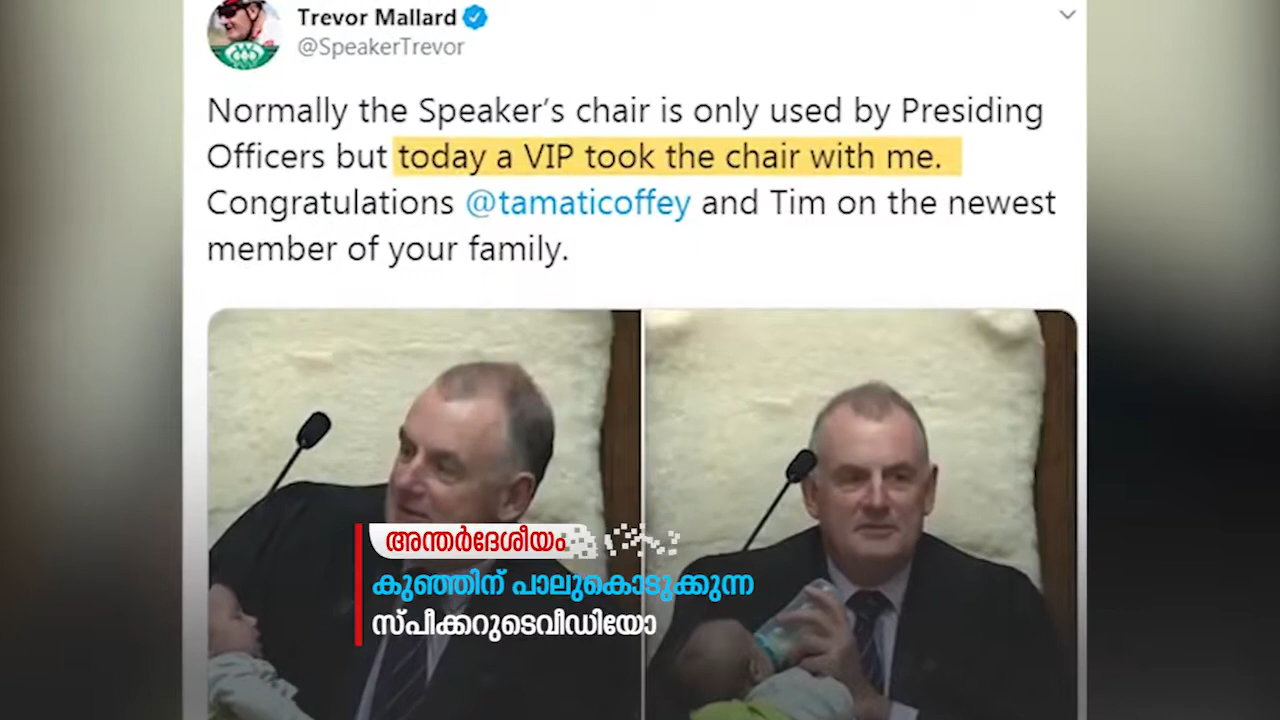 Trevor Mallard
@SpeakerTrevor
Normally the Speaker's chair is only used by Presiding
Officers but today a VIP took the chair with me.
Congratulations @tamaticoffey and Tim on the newest
member of your family.
അന്തർദേശീയം
കുഞ്ഞിന് പാലുകൊടുക്കുന്ന
സ്പീക്കറുടെവീഡിയോ